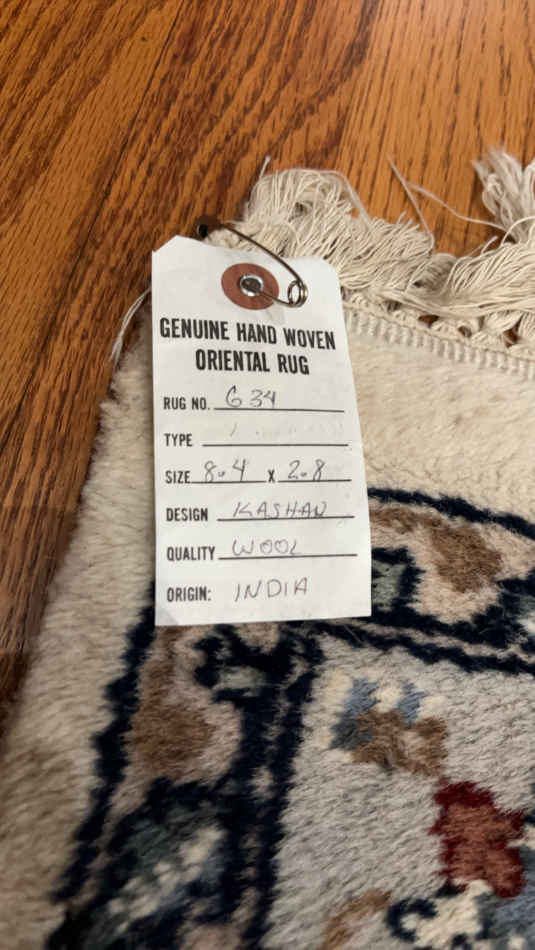 GENUINE HAND WOVEN
ORIENTAL RUG
RUG NO. G34
TYPE
SIZE 8.4 X 2.8
DESIGN KASHAN
QUALITY WOOL
ORIGIN: INDIA